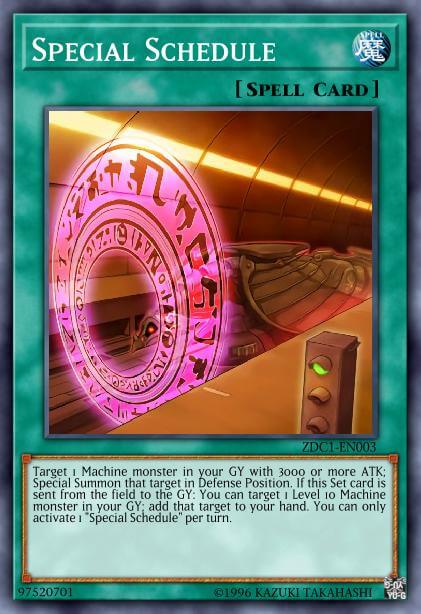 SPECIAL SCHEDULE
SPELL
魔
[ SPELL CARD ]
ZDC1-EN003
Target 1 Machine monster in your GY with 3000 or more ATK;
Special Summon that target in Defense Position. If this Set card is
sent from the field to the GY: You can target 1 Level 10 Machine
monster in your GY; add that target to your hand. You can only
activate 1 "Special Schedule" per turn.
97520701
©1996 KAZUKI TAKAHASHI